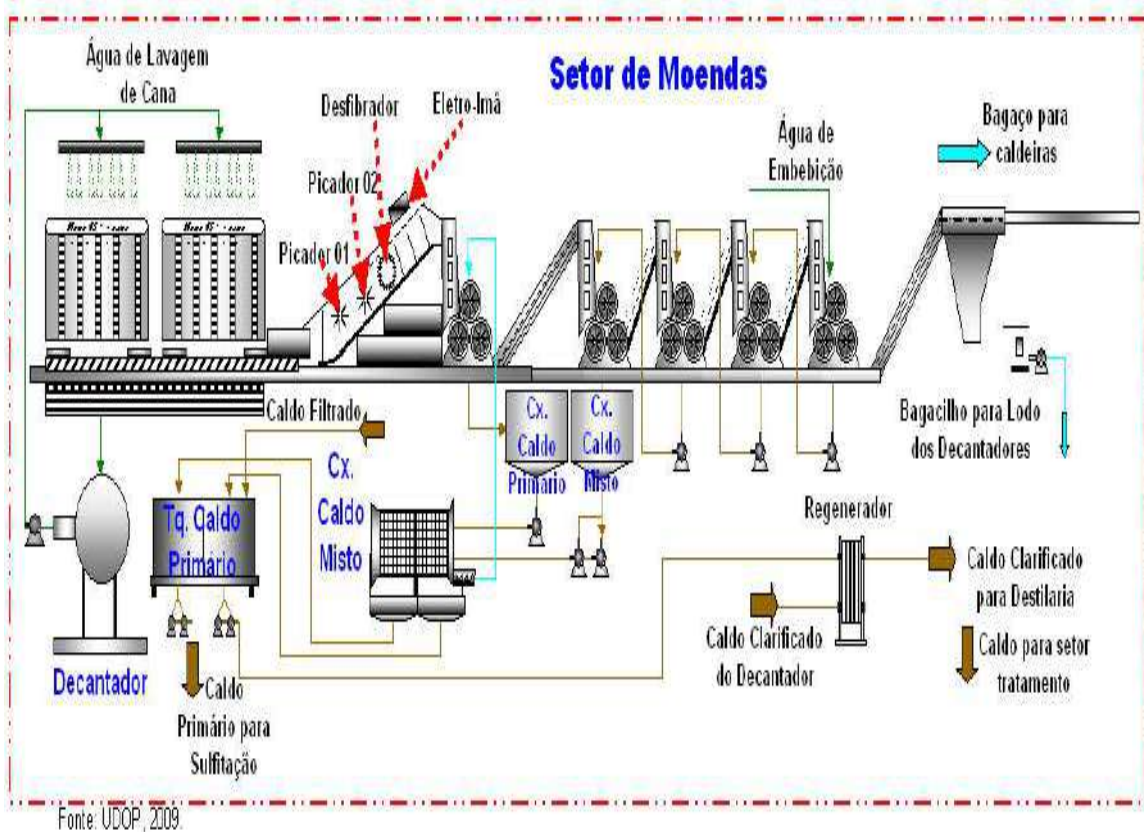 Setor de Moendas
Água de Lavagem
de Cana
Desfibrador
Eletro-Imã
Picador 02
Picador 01
Água de
Embebição
Bagaço para
caldeiras
Caldo Filtrado
Cx.
Caldo
Primário
Cx.
Caldo
Misto
Bagacilho para Lodo
dos Decantadores
Cx.
Caldo
Misto
Tq. Caldo
Primário
Regenerador
Decantador
Caldo
Primário para
Sulfitação
Caldo Clarificado
do Decantador
Caldo Clarificado
para Destilaria
Caldo para setor
tratamento
Fonte: UDOP, 2009.